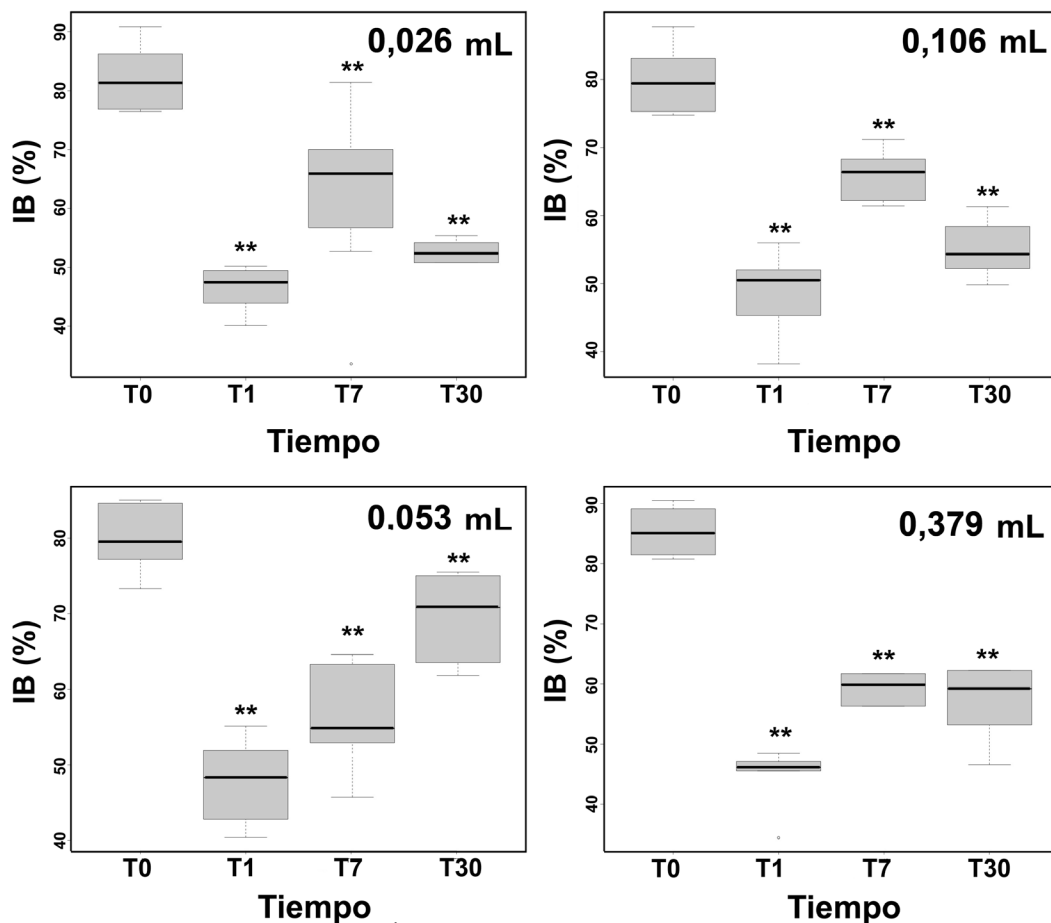 0,026 mL
IB (%)
90
80
70
60
50
40
**
**
**
T0 T1 T7 T30
Tiempo
0,106 mL
IB (%)
80
70
60
50
40
**
**
**
T0 T1 T7 T30
Tiempo
0.053 mL
IB (%)
80
70
60
50
40
**
**
**
T0 T1 T7 T30
Tiempo
0,379 mL
IB (%)
90
80
70
60
50
40
**
**
**
T0 T1 T7 T30
Tiempo